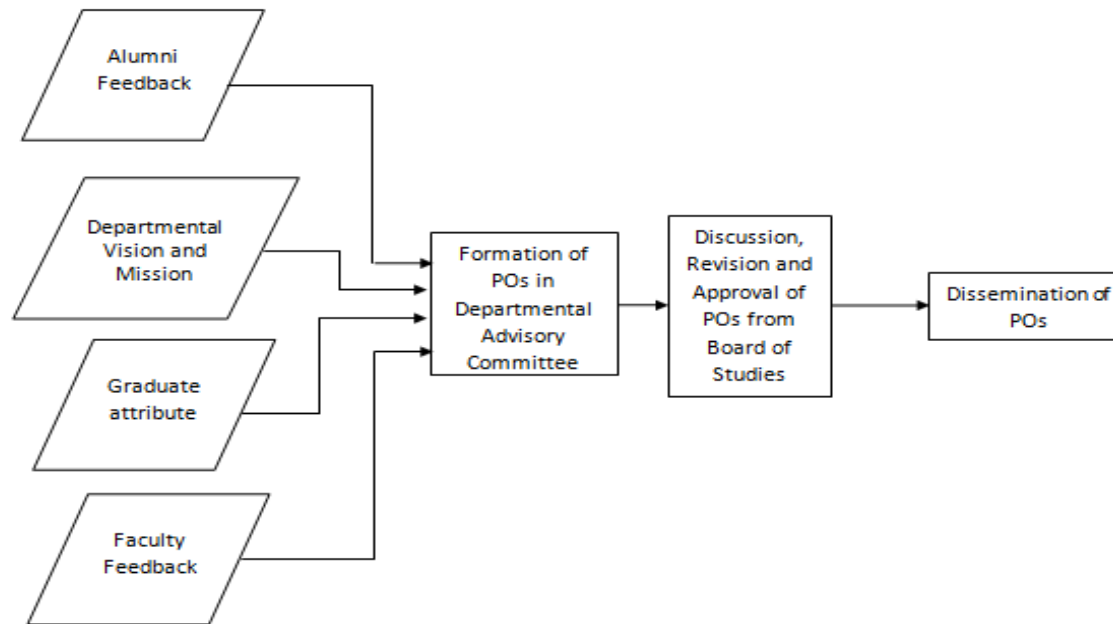 Alumni
Feedback
Departmental
Vision and
Mission
Graduate
attribute
Faculty
Feedback
Formation of
POs in
Departmental
Advisory
Committee
Discussion,
Revision and
Approval of
POs from
Board of
Studies
Dissemination of
POs